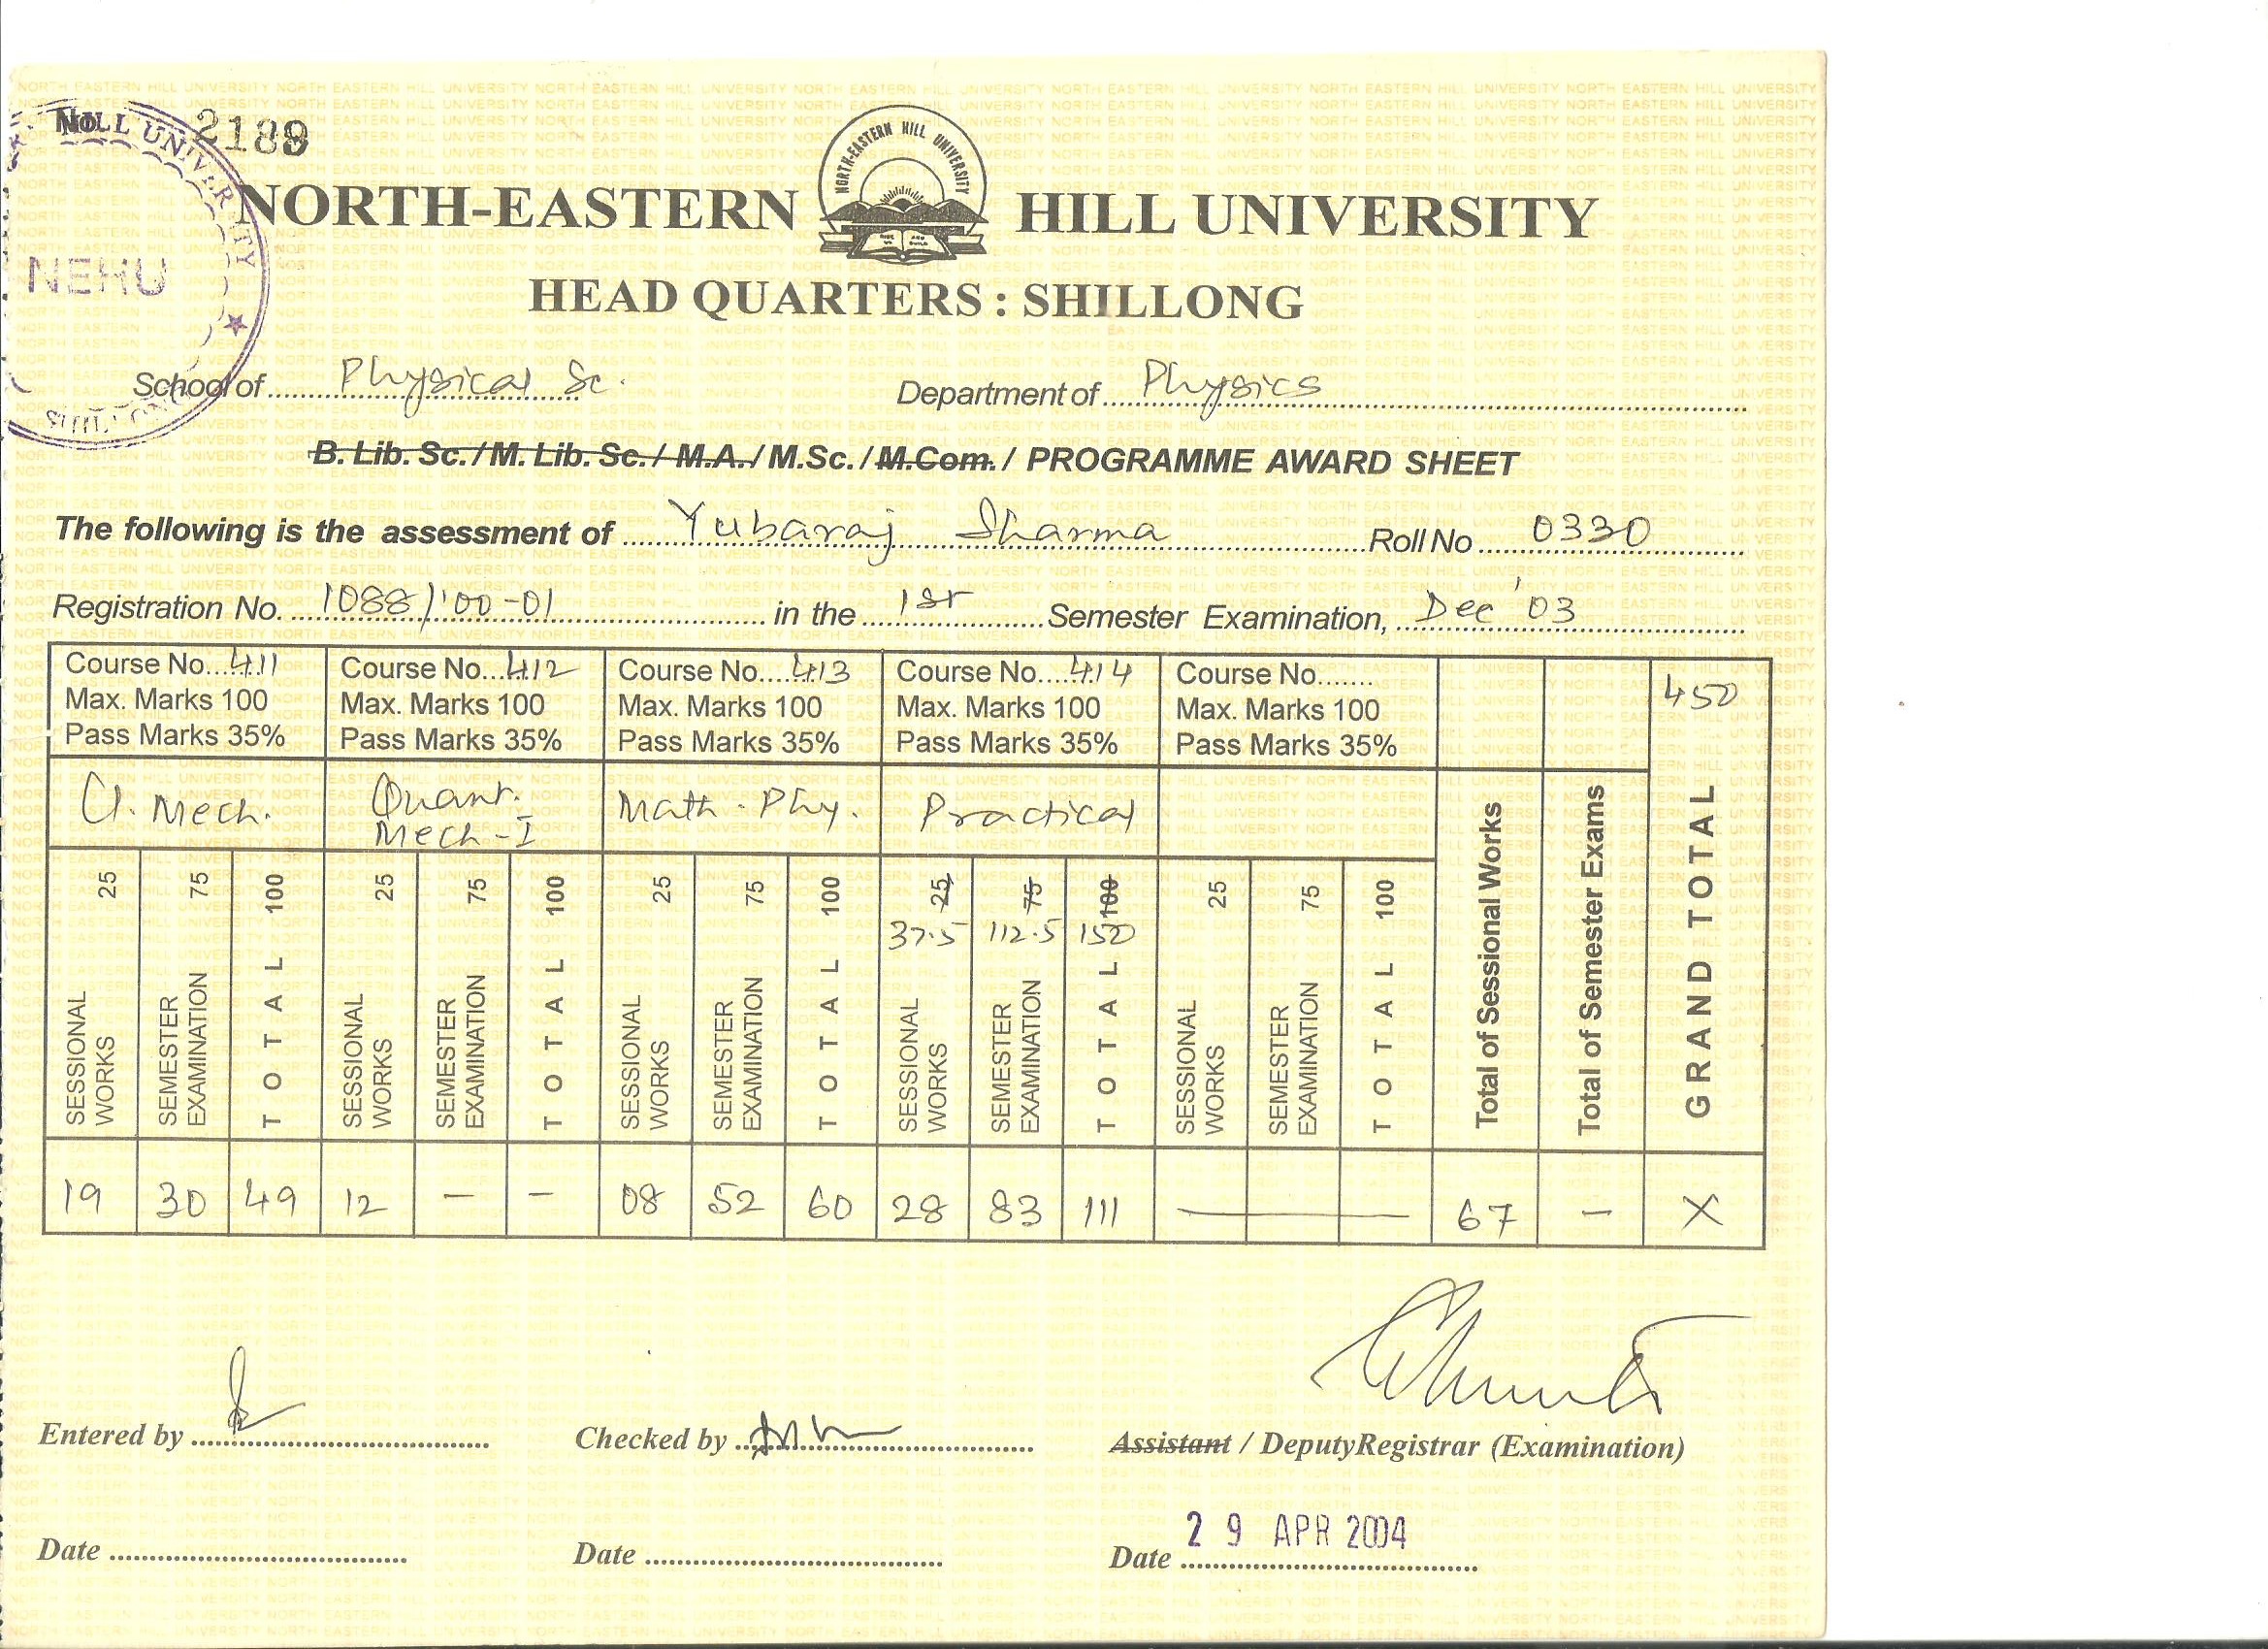 No 2189
HILL UNIVERSITY
NEHU
SHILLONG
NORTH-EASTERN HILL UNIVERSITY
NORTH-EASTERN HILL UNIVERSITY
HEAD QUARTERS : SHILLONG
School of Physical Sc. Department of Physics
B. Lib. Sc. / M. Lib. Sc. / M.A. / M.Sc. / M.Com. / PROGRAMME AWARD SHEET
The following is the assessment of Yubaraj Sharma Roll No 0330
Registration No. 1088/'00-01 in the 1st Semester Examination, Dec '03
Course No. 411 Course No. 412 Course No. 413 Course No. 414 Course No....... 450
Max. Marks 100 Max. Marks 100 Max. Marks 100 Max. Marks 100 Max. Marks 100
Pass Marks 35% Pass Marks 35% Pass Marks 35% Pass Marks 35% Pass Marks 35%
Cl. Mech. Quant. Mech-I Math. Phy. Practical
25 75 100 25 75 100 25 75 100 25 75 100 25 75 100
37.5 112.5 150
SESSIONAL WORKS SEMESTER EXAMINATION TOTAL SESSIONAL WORKS SEMESTER EXAMINATION TOTAL SESSIONAL WORKS SEMESTER EXAMINATION TOTAL SESSIONAL WORKS SEMESTER EXAMINATION TOTAL SESSIONAL WORKS SEMESTER EXAMINATION TOTAL Total of Sessional Works Total of Semester Exams GRAND TOTAL
19 30 49 12 — — 08 52 60 28 83 111 — 67 — X
Entered by Checked by Assistant / Deputy Registrar (Examination)
Date Date Date 29 APR 2004